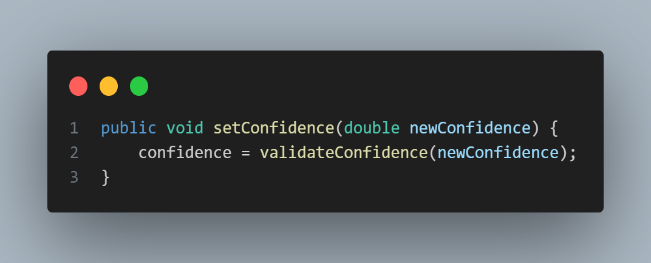 1 public void setConfidence(double newConfidence) {
2     confidence = validateConfidence(newConfidence);
3 }